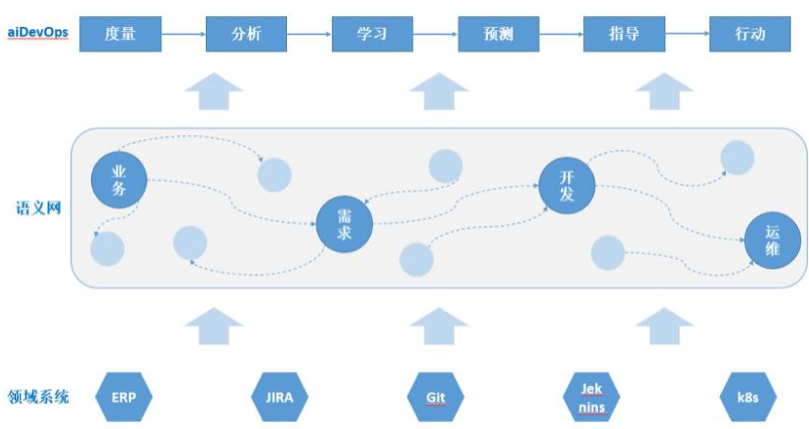 aiDevOps
度量
分析
学习
预测
指导
行动
语义网
业
务
需
求
开
发
运
维
领域系统
ERP
JIRA
Git
Jek
nins
k8s